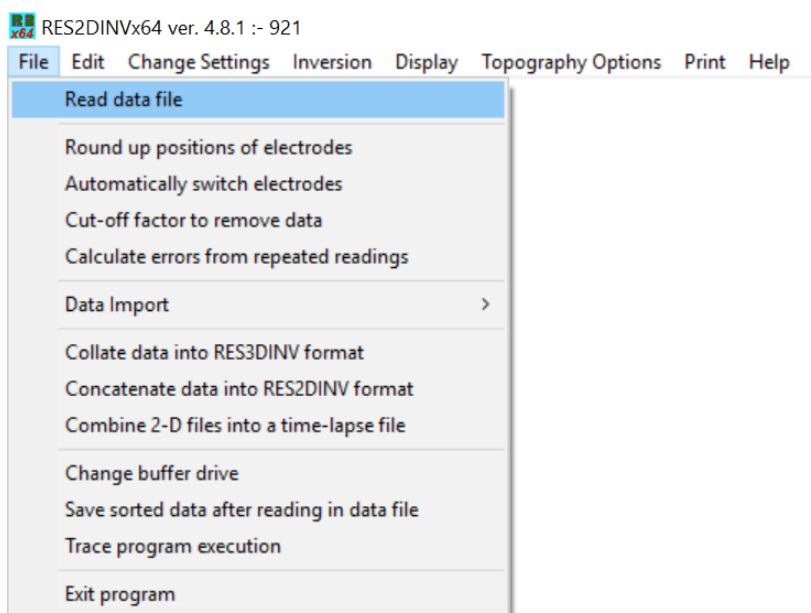 RES2DINVx64 ver. 4.8.1 :- 921
File Edit Change Settings Inversion Display Topography Options Print Help
Read data file
Round up positions of electrodes
Automatically switch electrodes
Cut-off factor to remove data
Calculate errors from repeated readings
Data Import
Collate data into RES3DINV format
Concatenate data into RES2DINV format
Combine 2-D files into a time-lapse file
Change buffer drive
Save sorted data after reading in data file
Trace program execution
Exit program